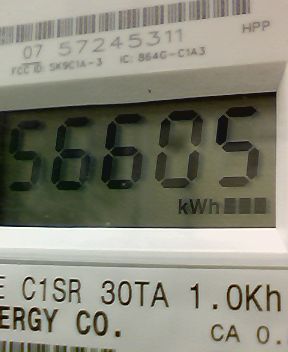 07 57245311
HPP
FCC ID: SK9C1A-3 IC: 864G-C1A3
56605
kWh
E C1SR 30TA 1.0Kh
ERGY CO.
CA 0.